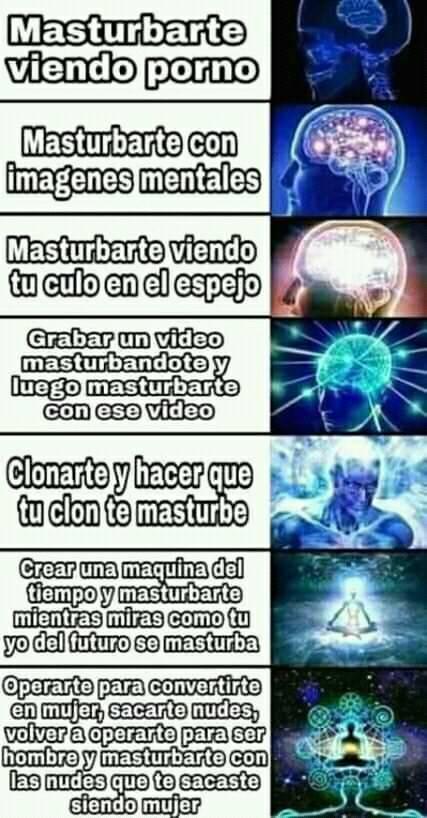 Masturbarte
viendo porno
Masturbarte con
imagenes mentales
Masturbarte viendo
tu culo en el espejo
Grabar un video
masturbandote y
luego masturbarte
con ese video
Clonarte y hacer que
tu clon te masturbe
Crear una maquina del
tiempo y masturbarte
mientras miras como tu
yo del futuro se masturba
Operarte para convertirte
en mujer, sacarte nudes,
volver a operarte para ser
hombre y masturbarte con
las nudes que te sacaste
siendo mujer